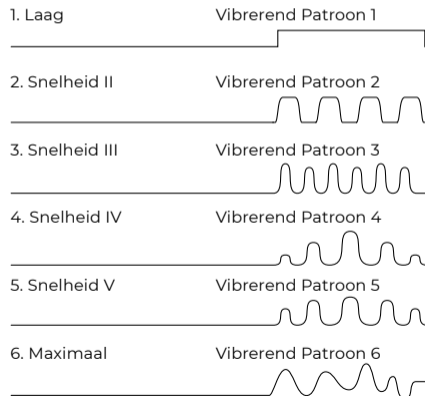 1. Laag Vibrerend Patroon 1
2. Snelheid II Vibrerend Patroon 2
3. Snelheid III Vibrerend Patroon 3
4. Snelheid IV Vibrerend Patroon 4
5. Snelheid V Vibrerend Patroon 5
6. Maximaal Vibrerend Patroon 6